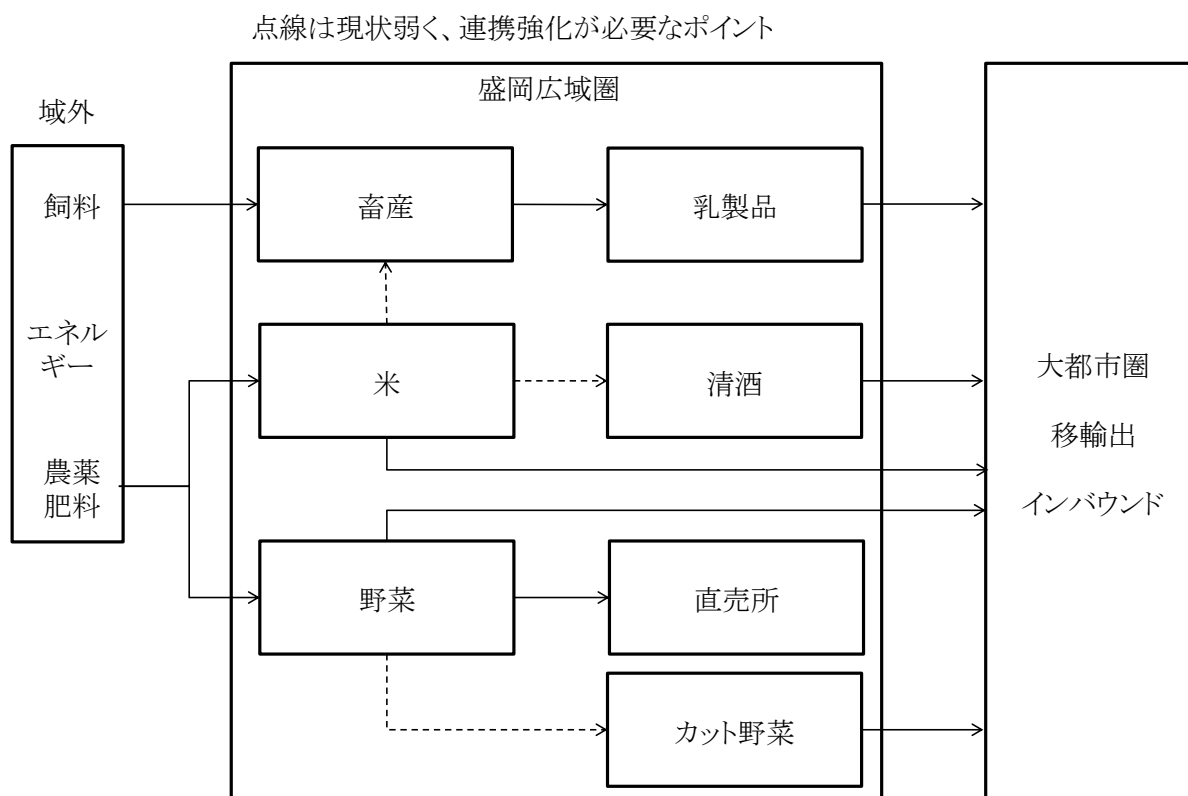 点線は現状弱く、連携強化が必要なポイント
盛岡広域圏
域外
飼料
畜産
乳製品
エネル
ギー
米
清酒
大都市圏
移輸出
農薬
肥料
インバウンド
野菜
直売所
カット野菜